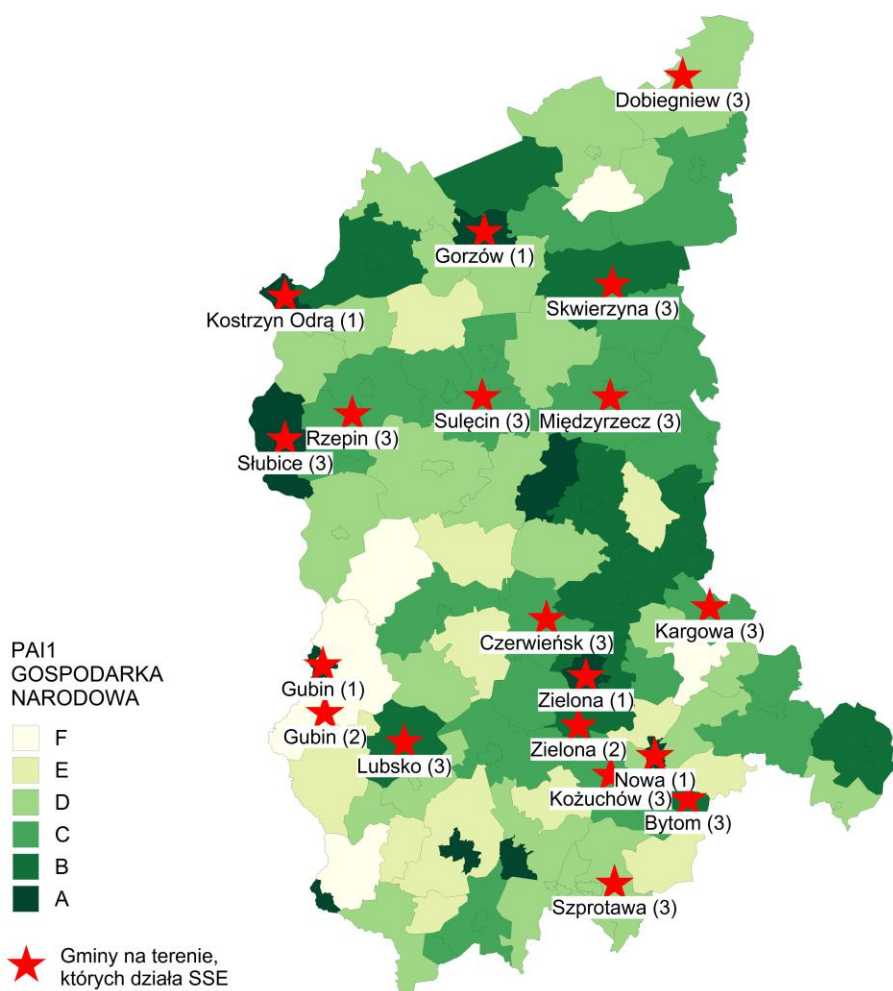 Dobiegniew (3)
Gorzów (1)
Skwierzyna (3)
Kostrzyn Odrą (1)
Sulęcin (3)
Międzyrzecz (3)
Rzepin (3)
Słubice (3)
Kargowa (3)
Czerwieńsk (3)
Gubin (1)
Zielona (1)
Gubin (2)
Zielona (2)
Lubsko (3)
Nowa (1)
Kożuchów (3)
Bytom (3)
Szprotawa (3)
PAI1
GOSPODARKA
NARODOWA
F
E
D
C
B
A
Gminy na terenie,
których działa SSE